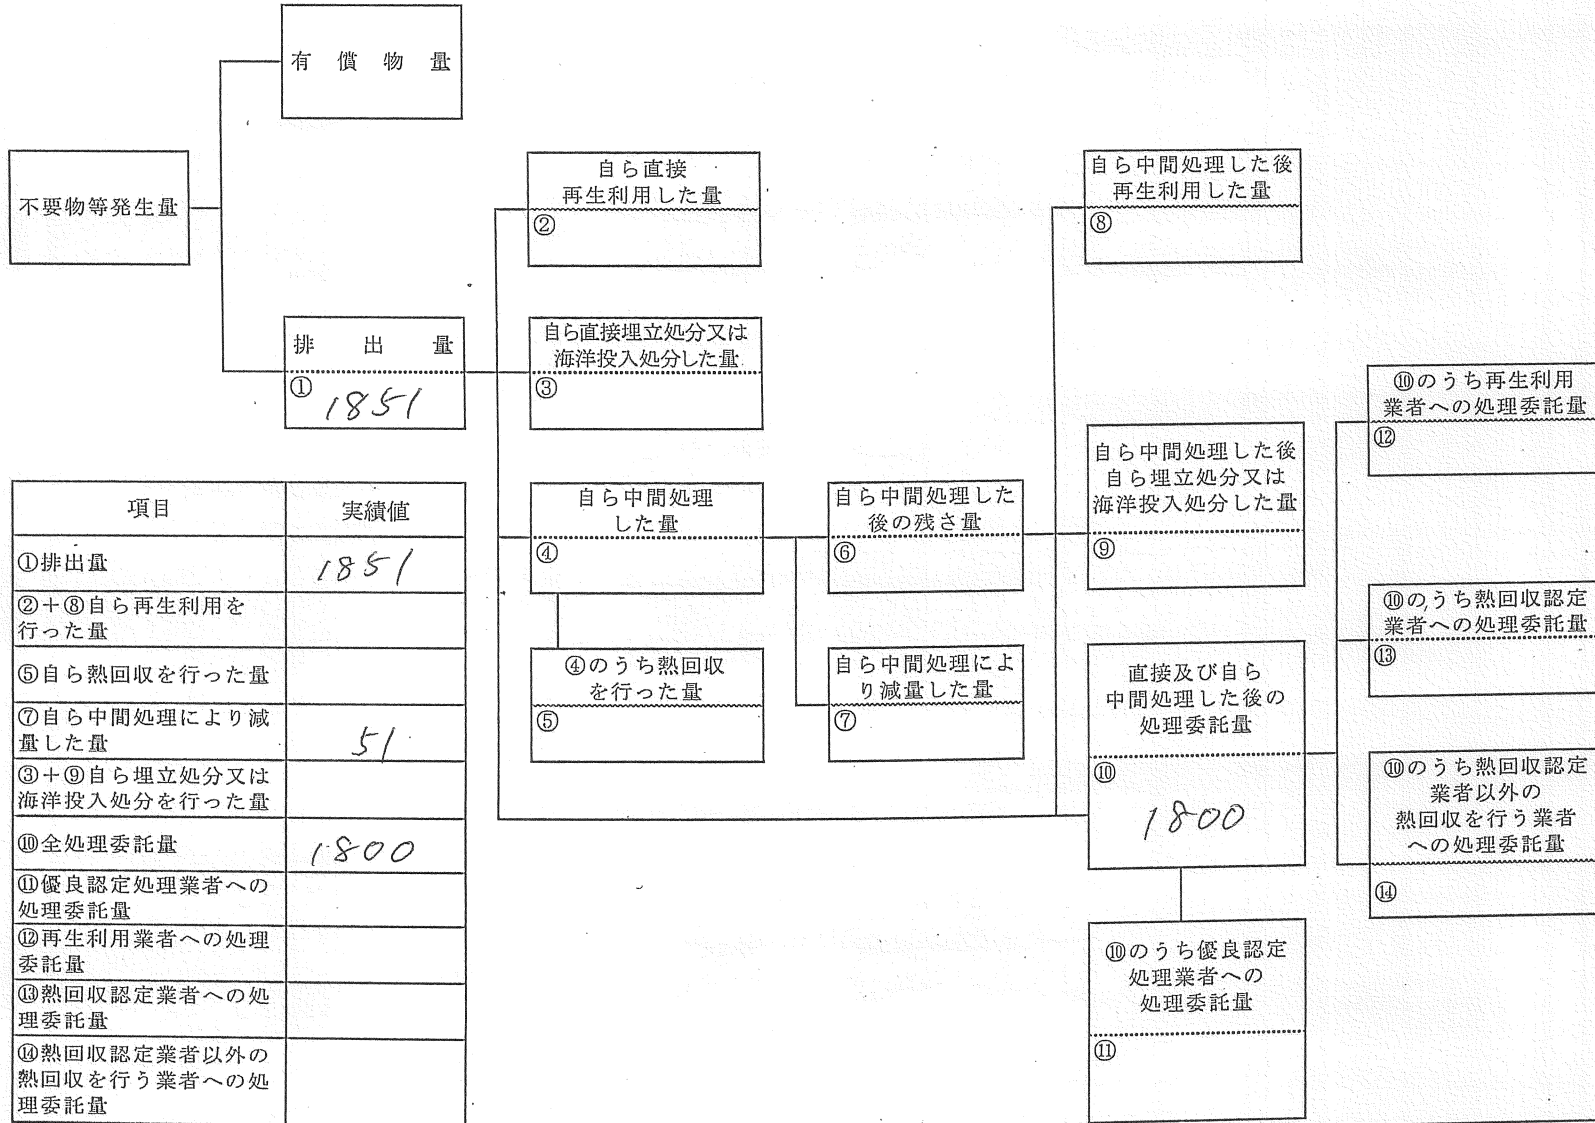 有償物量
不要物等発生量
排出量
①
1851
自ら直接
再生利用した量
②
自ら直接埋立処分又は
海洋投入処分した量
③
自ら中間処理
した量
④
④のうち熱回収
を行った量
⑤
自ら中間処理した
後の残さ量
⑥
自ら中間処理によ
り減量した量
⑦
自ら中間処理した後
再生利用した量
⑧
自ら中間処理した後
自ら埋立処分又は
海洋投入処分した量
⑨
直接及び自ら
中間処理した後の
処理委託量
⑩
1800
⑩のうち優良認定
処理業者への
処理委託量
⑪
⑩のうち再生利用
業者への処理委託量
⑫
⑩のうち熱回収認定
業者への処理委託量
⑬
⑩のうち熱回収認定
業者以外の
熱回収を行う業者
への処理委託量
⑭
項目 実績値
①排出量 1851
②+⑧自ら再生利用を
行った量
⑤自ら熱回収を行った量
⑦自ら中間処理により減
量した量 51
③+⑨自ら埋立処分又は
海洋投入処分を行った量
⑩全処理委託量 1800
⑪優良認定処理業者への
処理委託量
⑫再生利用業者への処理
委託量
⑬熱回収認定業者への処
理委託量
⑭熱回収認定業者以外の
熱回収を行う業者への処
理委託量